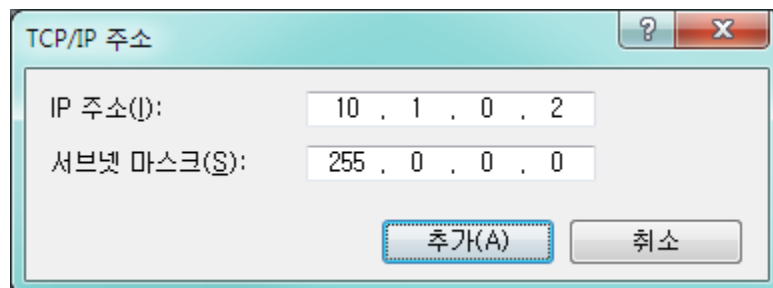 TCP/IP 주소
IP 주소(I): 10 . 1 . 0 . 2
서브넷 마스크(S): 255 . 0 . 0 . 0
추가(A) 취소